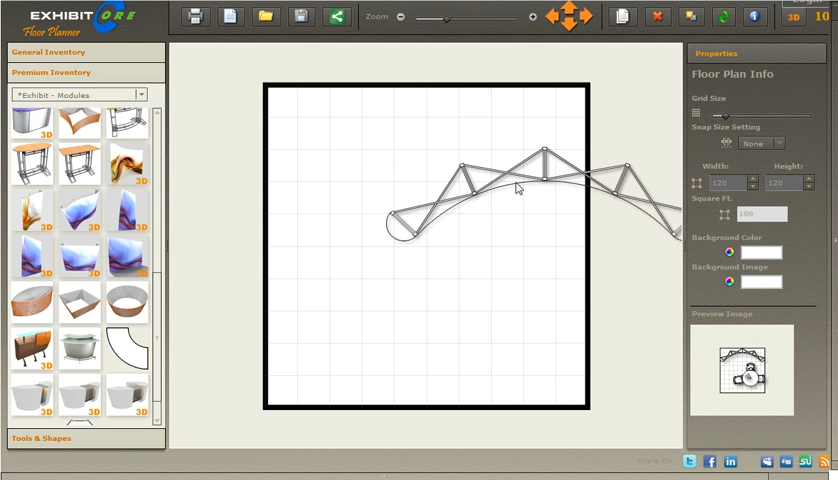 EXHIBIT CORE
Floor Planner
Zoom
3D
10
General Inventory
Premium Inventory
*Exhibit - Modules
3D
3D
3D
3D
3D
3D
3D
3D
3D
3D
3D
Tools & Shapes
Properties
Floor Plan Info
Grid Size
Snap Size Setting
None
Width:
Height:
120
120
Square Ft.
100
Background Color
Background Image
Preview Image
Share On